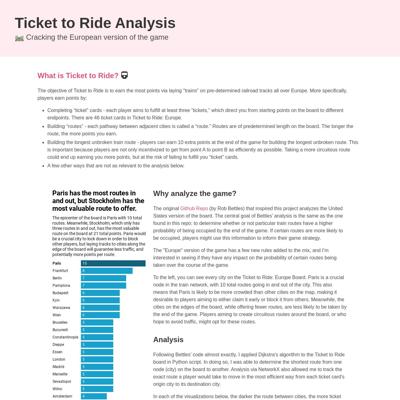 Ticket to Ride Analysis
🛤️ Cracking the European version of the game
What is Ticket to Ride? 🚇
The objective of Ticket to Ride is to earn the most points via laying "trains" on pre-determined railroad tracks all over Europe. More specifically,
players earn points by:
Completing "ticket" cards - each player aims to fulfill at least three "tickets," which direct you from starting points on the board to different
endpoints. There are 46 ticket cards in Ticket to Ride: Europe.
Building "routes" - each pathway between adjacent cities is called a "route." Routes are of predetermined length on the board. The longer the
route, the more points you earn.
Building the longest unbroken train route - players can earn 10 extra points at the end of the game for building the longest unbroken route. This is
important because players are not only incentivized to get from point A to point B as efficiently as possible. Taking a more circuitous route
could end up earning you more points, but at the risk of failing to fulfill you "ticket" cards.
A few other ways that are not as relevant to the analysis below.
Paris has the most routes in
and out, but Stockholm has the
most valuable route to offer.
The epicenter of the board is Paris with 10 total
routes. Meanwhile, Stockholm, which only has
three routes in and out, has the most valuable
route on the board at 21 total points. Paris
would be a crucial city to lock down in order to
block other players, but laying tracks to cities
along the edge of the board will guarantee less traffic, and
potentially more points per route.
Paris 10
Frankfurt
Berlin
Pamplona
Budapest
Kyiv
Warszawa
Wien
Bruxelles
Bucuresti
Constantinople
Dieppe
Essen
London
Madrid
Marseille
Sevastopol
Wilno
Amsterdam
Why analyze the game?
The original Github Repo (by Rob Bettles) that inspired this project analyzed the United
States version of the board. The central goal of Bettles' analysis is the same as the one
found in this repo: to determine whether or not particular train routes have a higher
probability of being occupied by the end of the game. If certain routes are more likely to
be occupied, players might use this information to inform their game strategy.
The "Europe" version of the game has a few new rules added to the mix, and I'm
interested in seeing if they have any impact on the probability of certain routes being
taken over the course of the game.
To the left, you can see every city on the Ticket to Ride: Europe Board. Paris is a crucial
node in the train network, with 10 total routes going in and out of the city. This also
means that Paris is likely to be more crowded than other cities on the map, making it
desirable to players aiming to either claim it early or block it from others. Meanwhile, the
cities on the edges of the board, while offering fewer routes, are less likely to be taken by
the end of the game. Players aiming to create circuitous routes around the board, or who
hope to avoid traffic, might opt for these routes.
Analysis
Following Bettles' code almost exactly, I applied Dijkstra's algorithm to the Ticket to Ride
board in Python script. In doing so, I was able to determine the shortest route from one
node (city) on the board to another. Analysis via NetworkX also allowed me to track the
exact route a player would take to move in the most efficient way from each ticket card's
origin city to its destination city.
In each of the visualizations below, the darker the route between cities, the more ticket